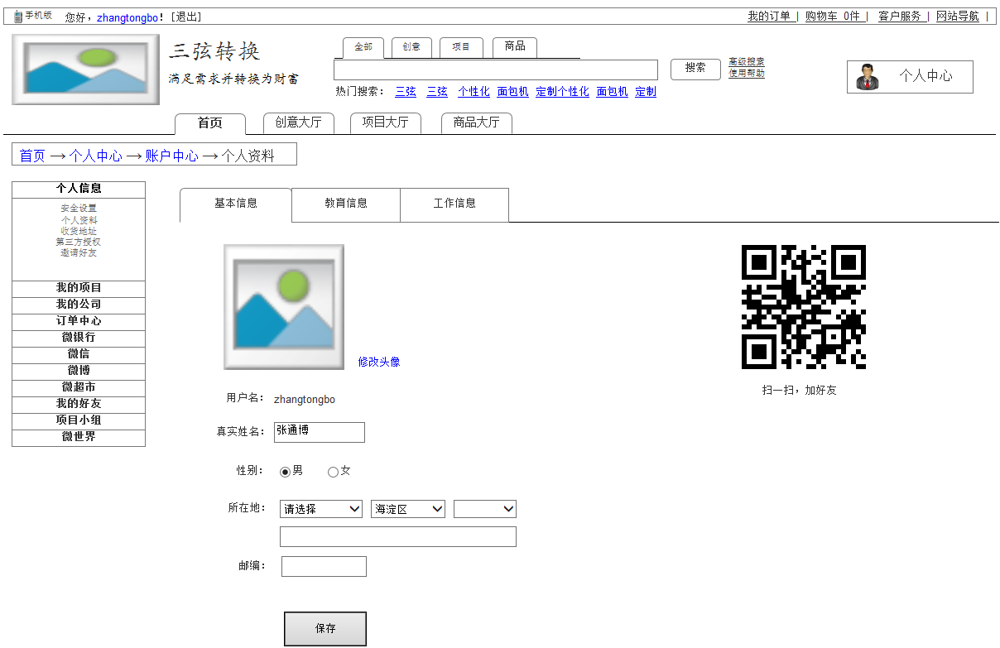 手机版 您好，zhangtongbo！[退出] 我的订单 | 购物车 0件 | 客户服务 | 网站导航 |
三弦转换
满足需求并转换为财富
全部 创意 项目 商品
搜索 高级搜索
使用帮助
个人中心
热门搜索： 三弦 三弦 个性化 面包机 定制个性化 面包机 定制
首页 创意大厅 项目大厅 商品大厅
首页 → 个人中心 → 账户中心 → 个人资料
个人信息
安全设置
个人资料
收货地址
第三方授权
邀请好友
我的项目
我的公司
订单中心
微银行
微信
微博
微超市
我的好友
项目小组
微世界
基本信息 教育信息 工作信息
修改头像
扫一扫，加好友
用户名： zhangtongbo
真实姓名： 张通博
性别： 男 女
所在地： 请选择 海淀区
邮编：
保存